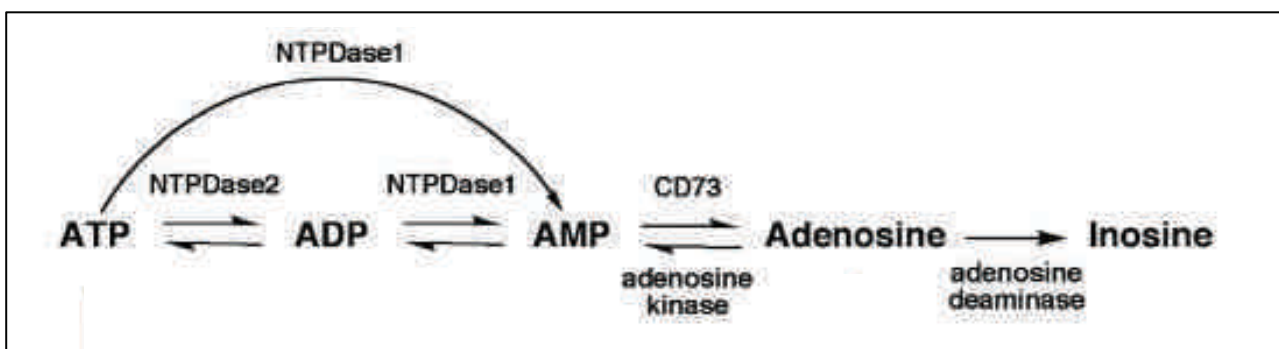 NTPDase1
NTPDase2 NTPDase1 CD73
ATP ADP AMP Adenosine Inosine
adenosine
kinase
adenosine
deaminase